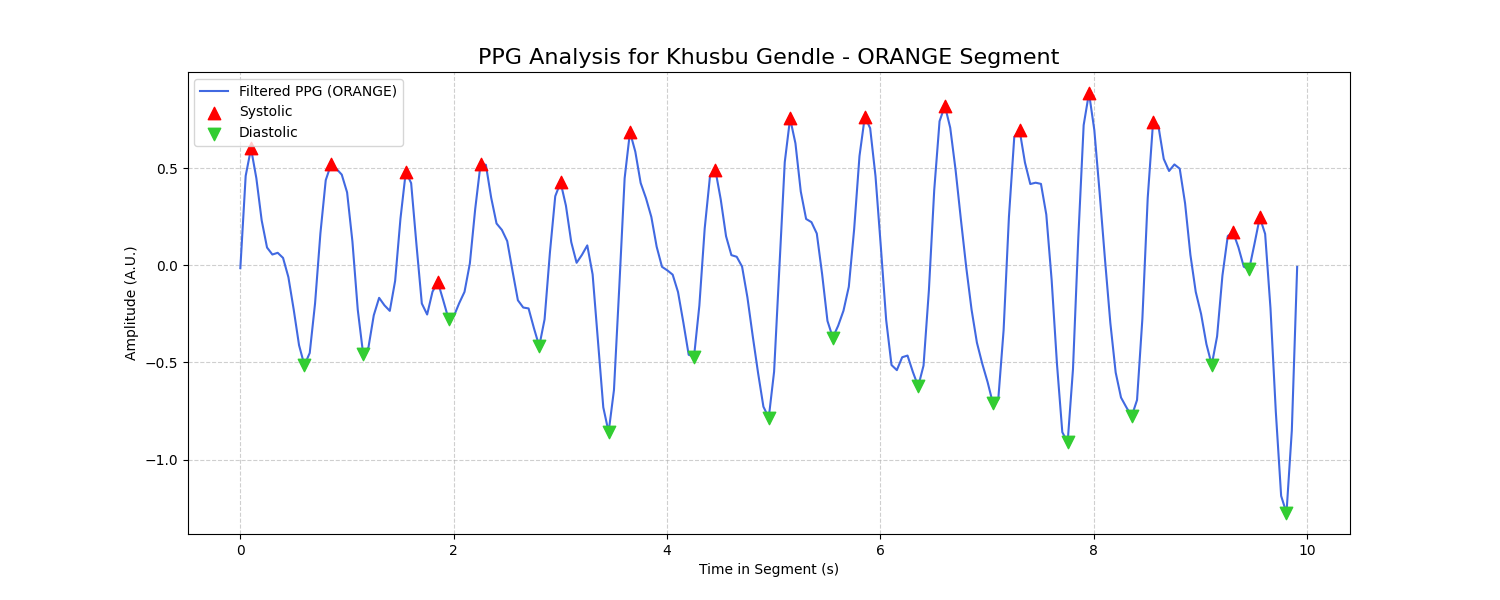 PPG Analysis for Khusbu Gendle - ORANGE Segment
Filtered PPG (ORANGE)
Systolic
Diastolic
Amplitude (A.U.)
0.5
0.0
−0.5
−1.0
0 2 4 6 8 10
Time in Segment (s)